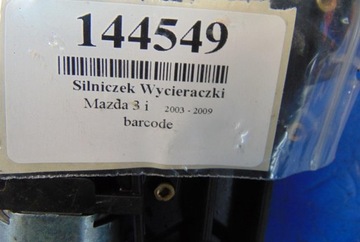 144549
Silniczek Wycieraczki
Mazda 3 i 2003 - 2009
barcode